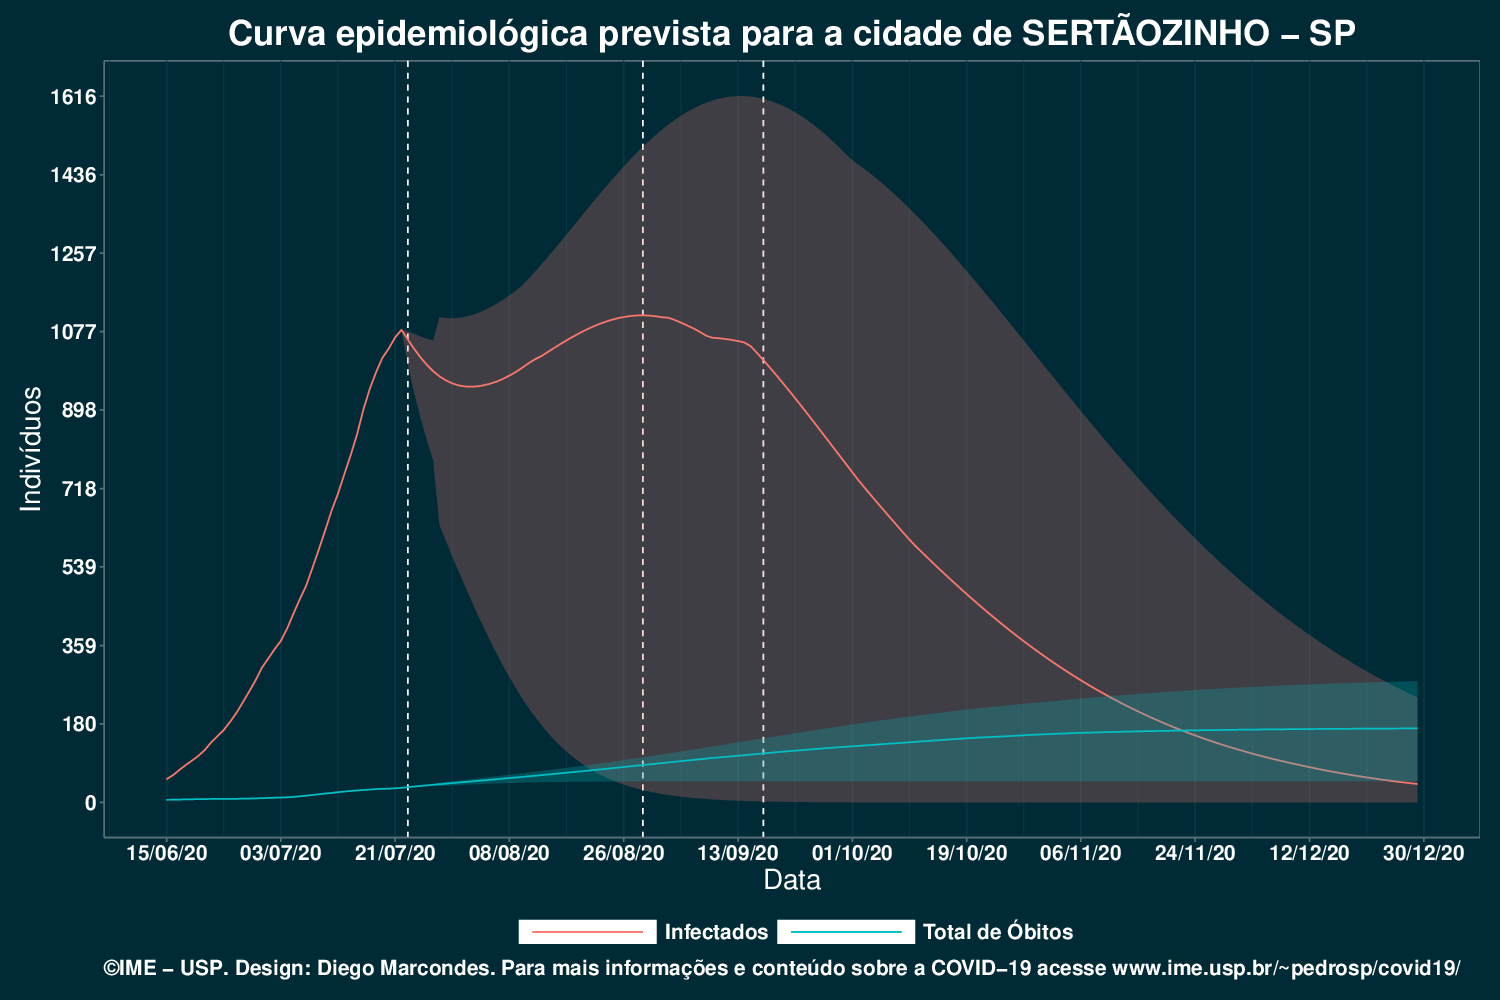 Curva epidemiológica prevista para a cidade de SERTÃOZINHO – SP
1616
1436
1257
1077
898
718
539
359
180
0
Indivíduos
15/06/20 03/07/20 21/07/20 08/08/20 26/08/20 13/09/20 01/10/20 19/10/20 06/11/20 24/11/20 12/12/20 30/12/20
Data
Infectados Total de Óbitos
©IME – USP. Design: Diego Marcondes. Para mais informações e conteúdo sobre a COVID–19 acesse www.ime.usp.br/~pedrosp/covid19/